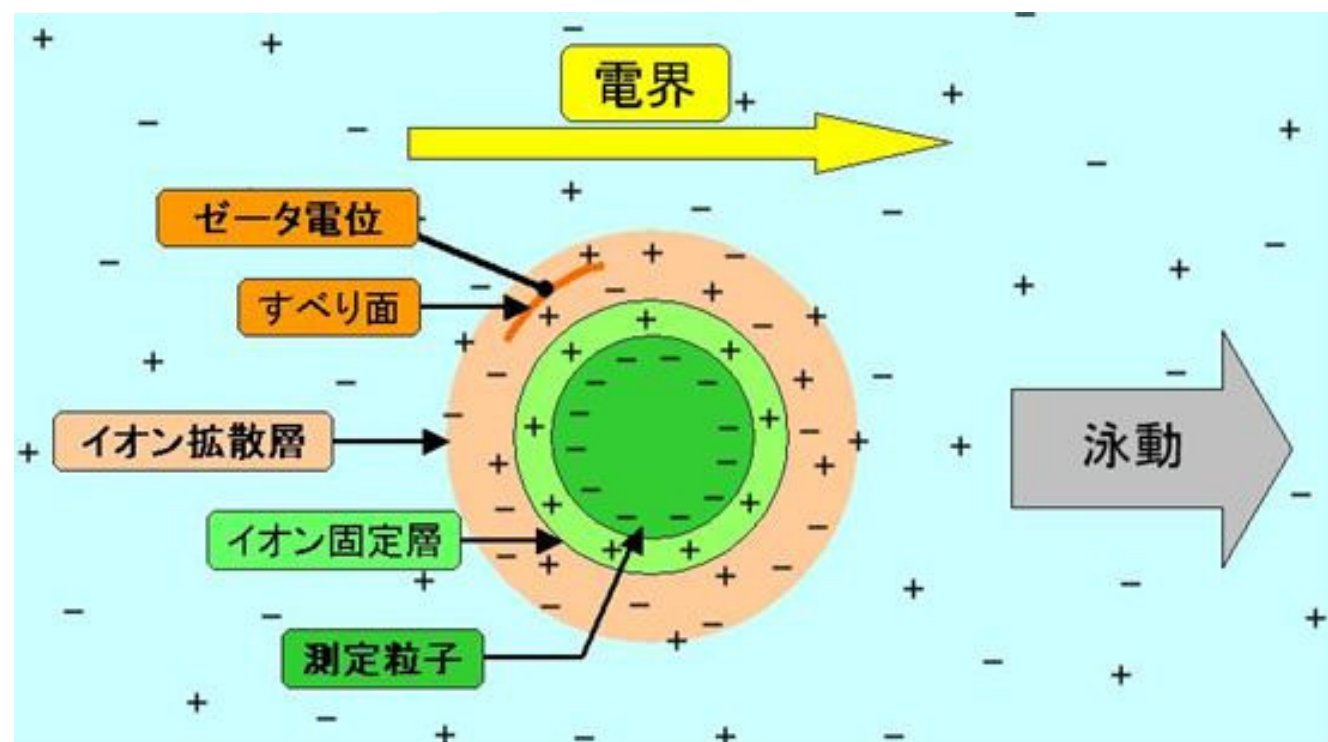 電界
ゼータ電位
すべり面
イオン拡散層
泳動
イオン固定層
測定粒子